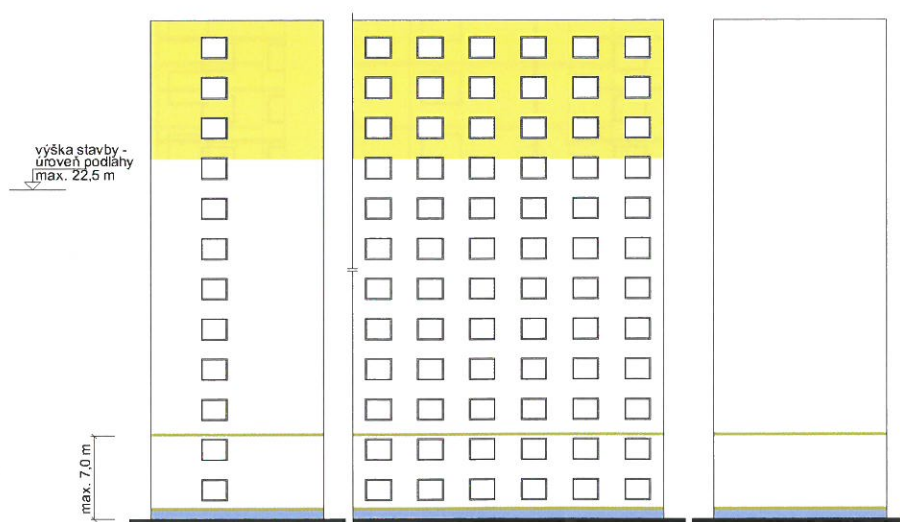 výška stavby -
úroveň podlahy
max. 22,5 m
max. 7,0 m